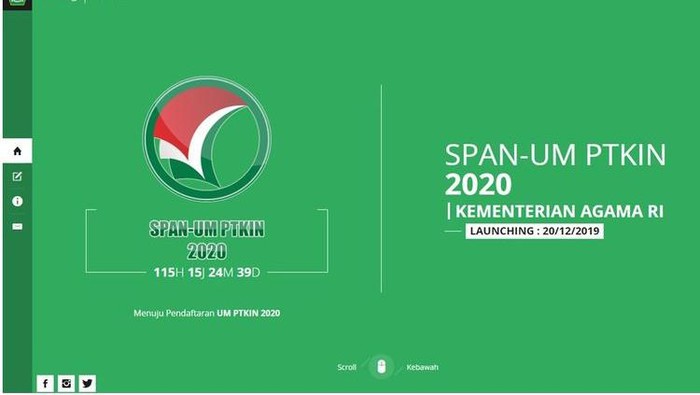 SPAN-UM PTKIN
2020
115H 15J 24M 39D
Menuju Pendaftaran UM PTKIN 2020
SPAN-UM PTKIN
2020
KEMENTERIAN AGAMA RI
LAUNCHING : 20/12/2019
Scroll Kebawah